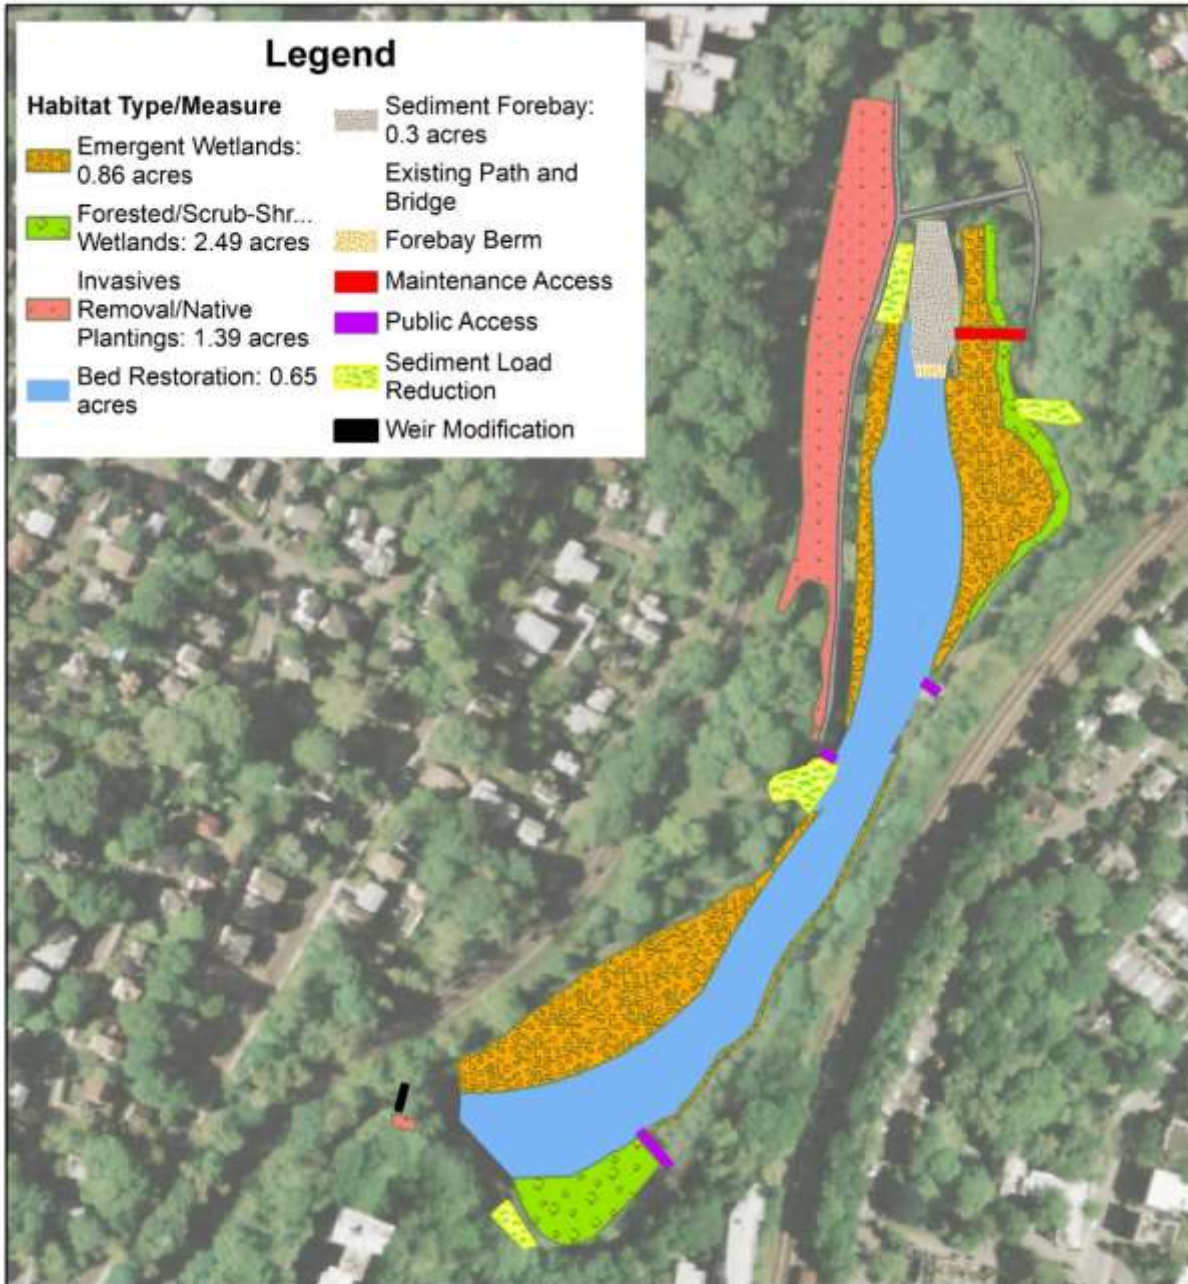 Legend
Habitat Type/Measure
Emergent Wetlands:
0.86 acres
Forested/Scrub-Shr...
Wetlands: 2.49 acres
Invasives
Removal/Native
Plantings: 1.39 acres
Bed Restoration: 0.65
acres
Sediment Forebay:
0.3 acres
Existing Path and
Bridge
Forebay Berm
Maintenance Access
Public Access
Sediment Load
Reduction
Weir Modification